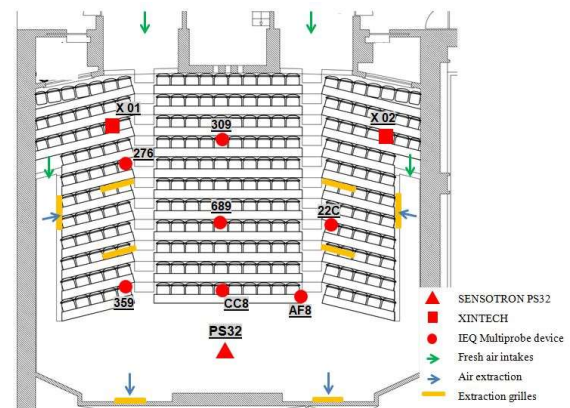 X 01
X 02
309
276
689
22C
359
CC8
AF8
PS32
SENSOTRON PS32
XINTECH
IEQ Multiprobe device
Fresh air intakes
Air extraction
Extraction grilles